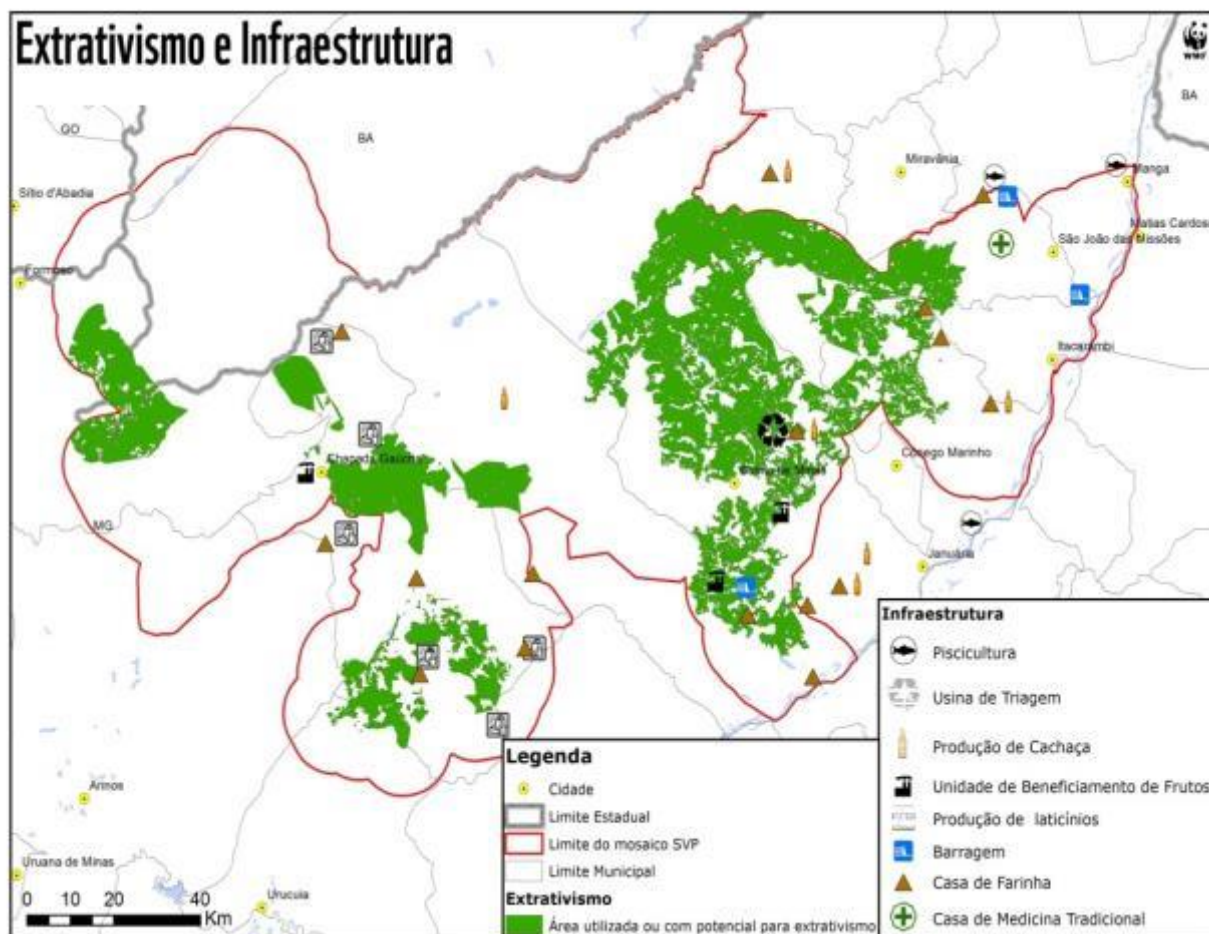 Extrativismo e Infraestrutura
WWF
GO
BA
BA
Sítio d'Abadia
Miravânia
Manga
Matias Cardoso
São João das Missões
Formoso
Itacarambi
Chapada Gaúcha
Cônego Marinho
MG
Januária
Arinos
Uruana de Minas
Urucuia
0 5 10 20 30 40
Km
Legenda
Cidade
Limite Estadual
Limite do mosaico SVP
Limite Municipal
Extrativismo
Área utilizada ou com potencial para extrativismo
Infraestrutura
Piscicultura
Usina de Triagem
Produção de Cachaça
Unidade de Beneficiamento de Frutos
Produção de laticínios
Barragem
Casa de Farinha
Casa de Medicina Tradicional